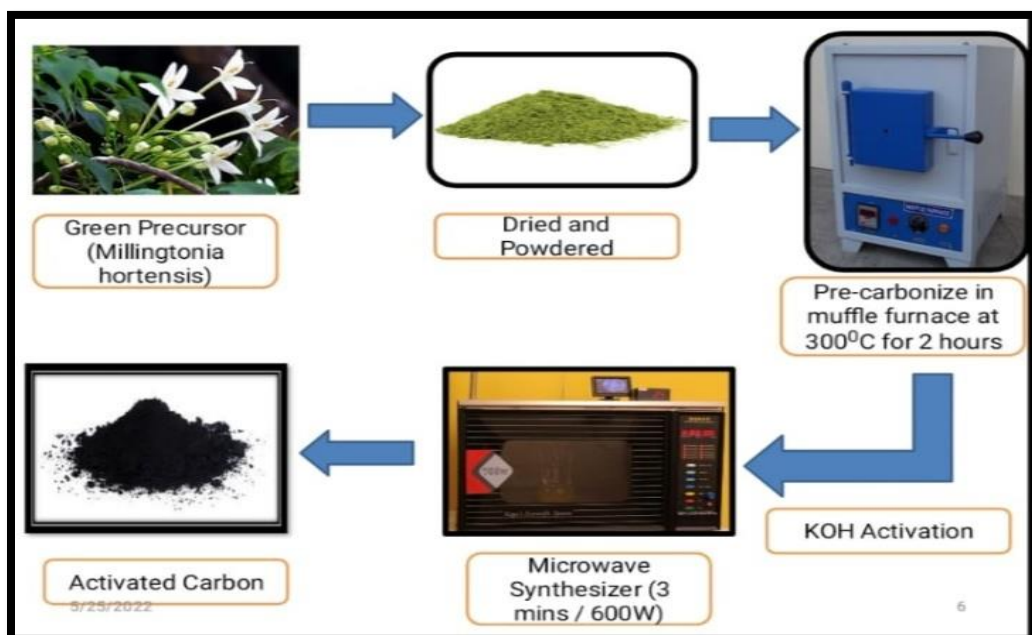 Green Precursor
(Millingtonia
hortensis)
Dried and
Powdered
Pre-carbonize in
muffle furnace at
300⁰C for 2 hours
KOH Activation
Microwave
Synthesizer (3
mins / 600W)
Activated Carbon
5/25/2022
6